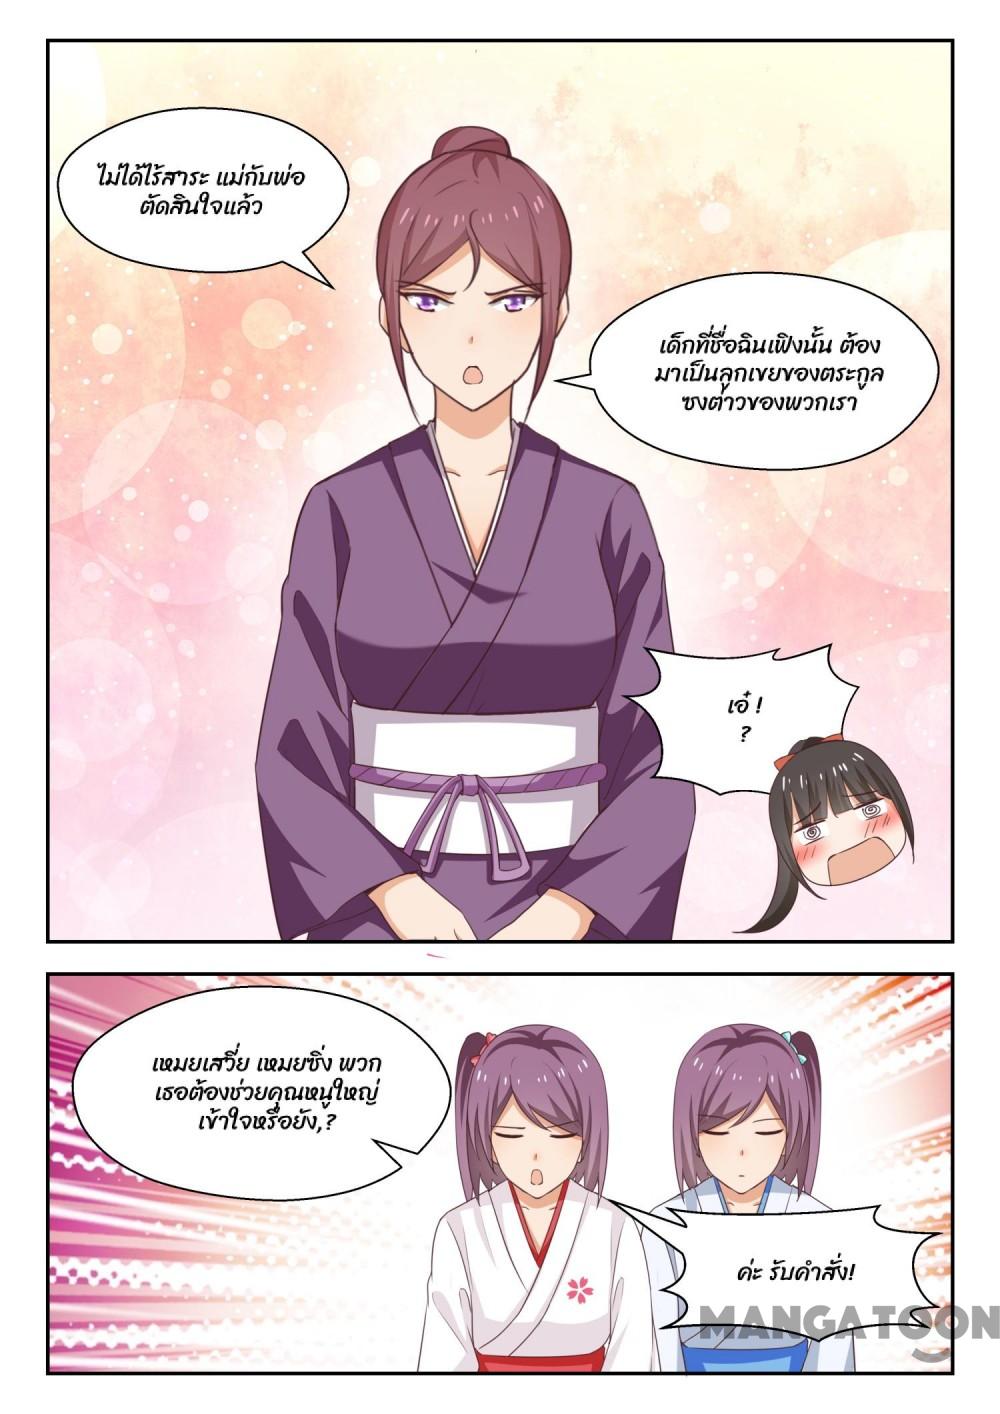 ไม่ได้ไร้สาระ แม่กับพ่อ
ตัดสินใจแล้ว
เด็กที่ชื่อฉินเฟิงนั้น ต้อง
มาเป็นลูกเขยของตระกูล
ซงต่าวของพวกเรา
เอ๋ !
?
เหมยเสวี่ย เหมยซิ่ง พวก
เธอต้องช่วยคุณหนูใหญ่
เข้าใจหรือยัง,?
ค่ะ รับคำสั่ง!
MANGATOON